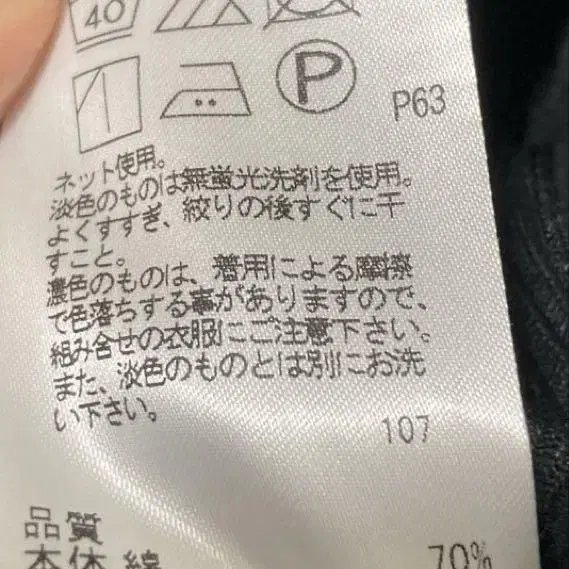 40
P
P63
ネット使用。
淡色のものは無蛍光洗剤を使用。
よくすすぎ、絞りの後すぐに干
すこと。
濃色のものは、着用による摩擦
で色落ちする事がありますので、
組み合せの衣服にご注意下さい。
また、淡色のものとは別にお洗
い下さい。
107
品質
本体 綿 70%